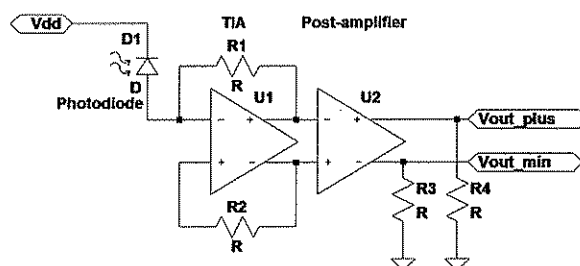 Vdd
TIA
Post-amplifier
D1
R1
R
D
Photodiode
U1
U2
Vout_plus
Vout_min
R2
R
R3
R
R4
R